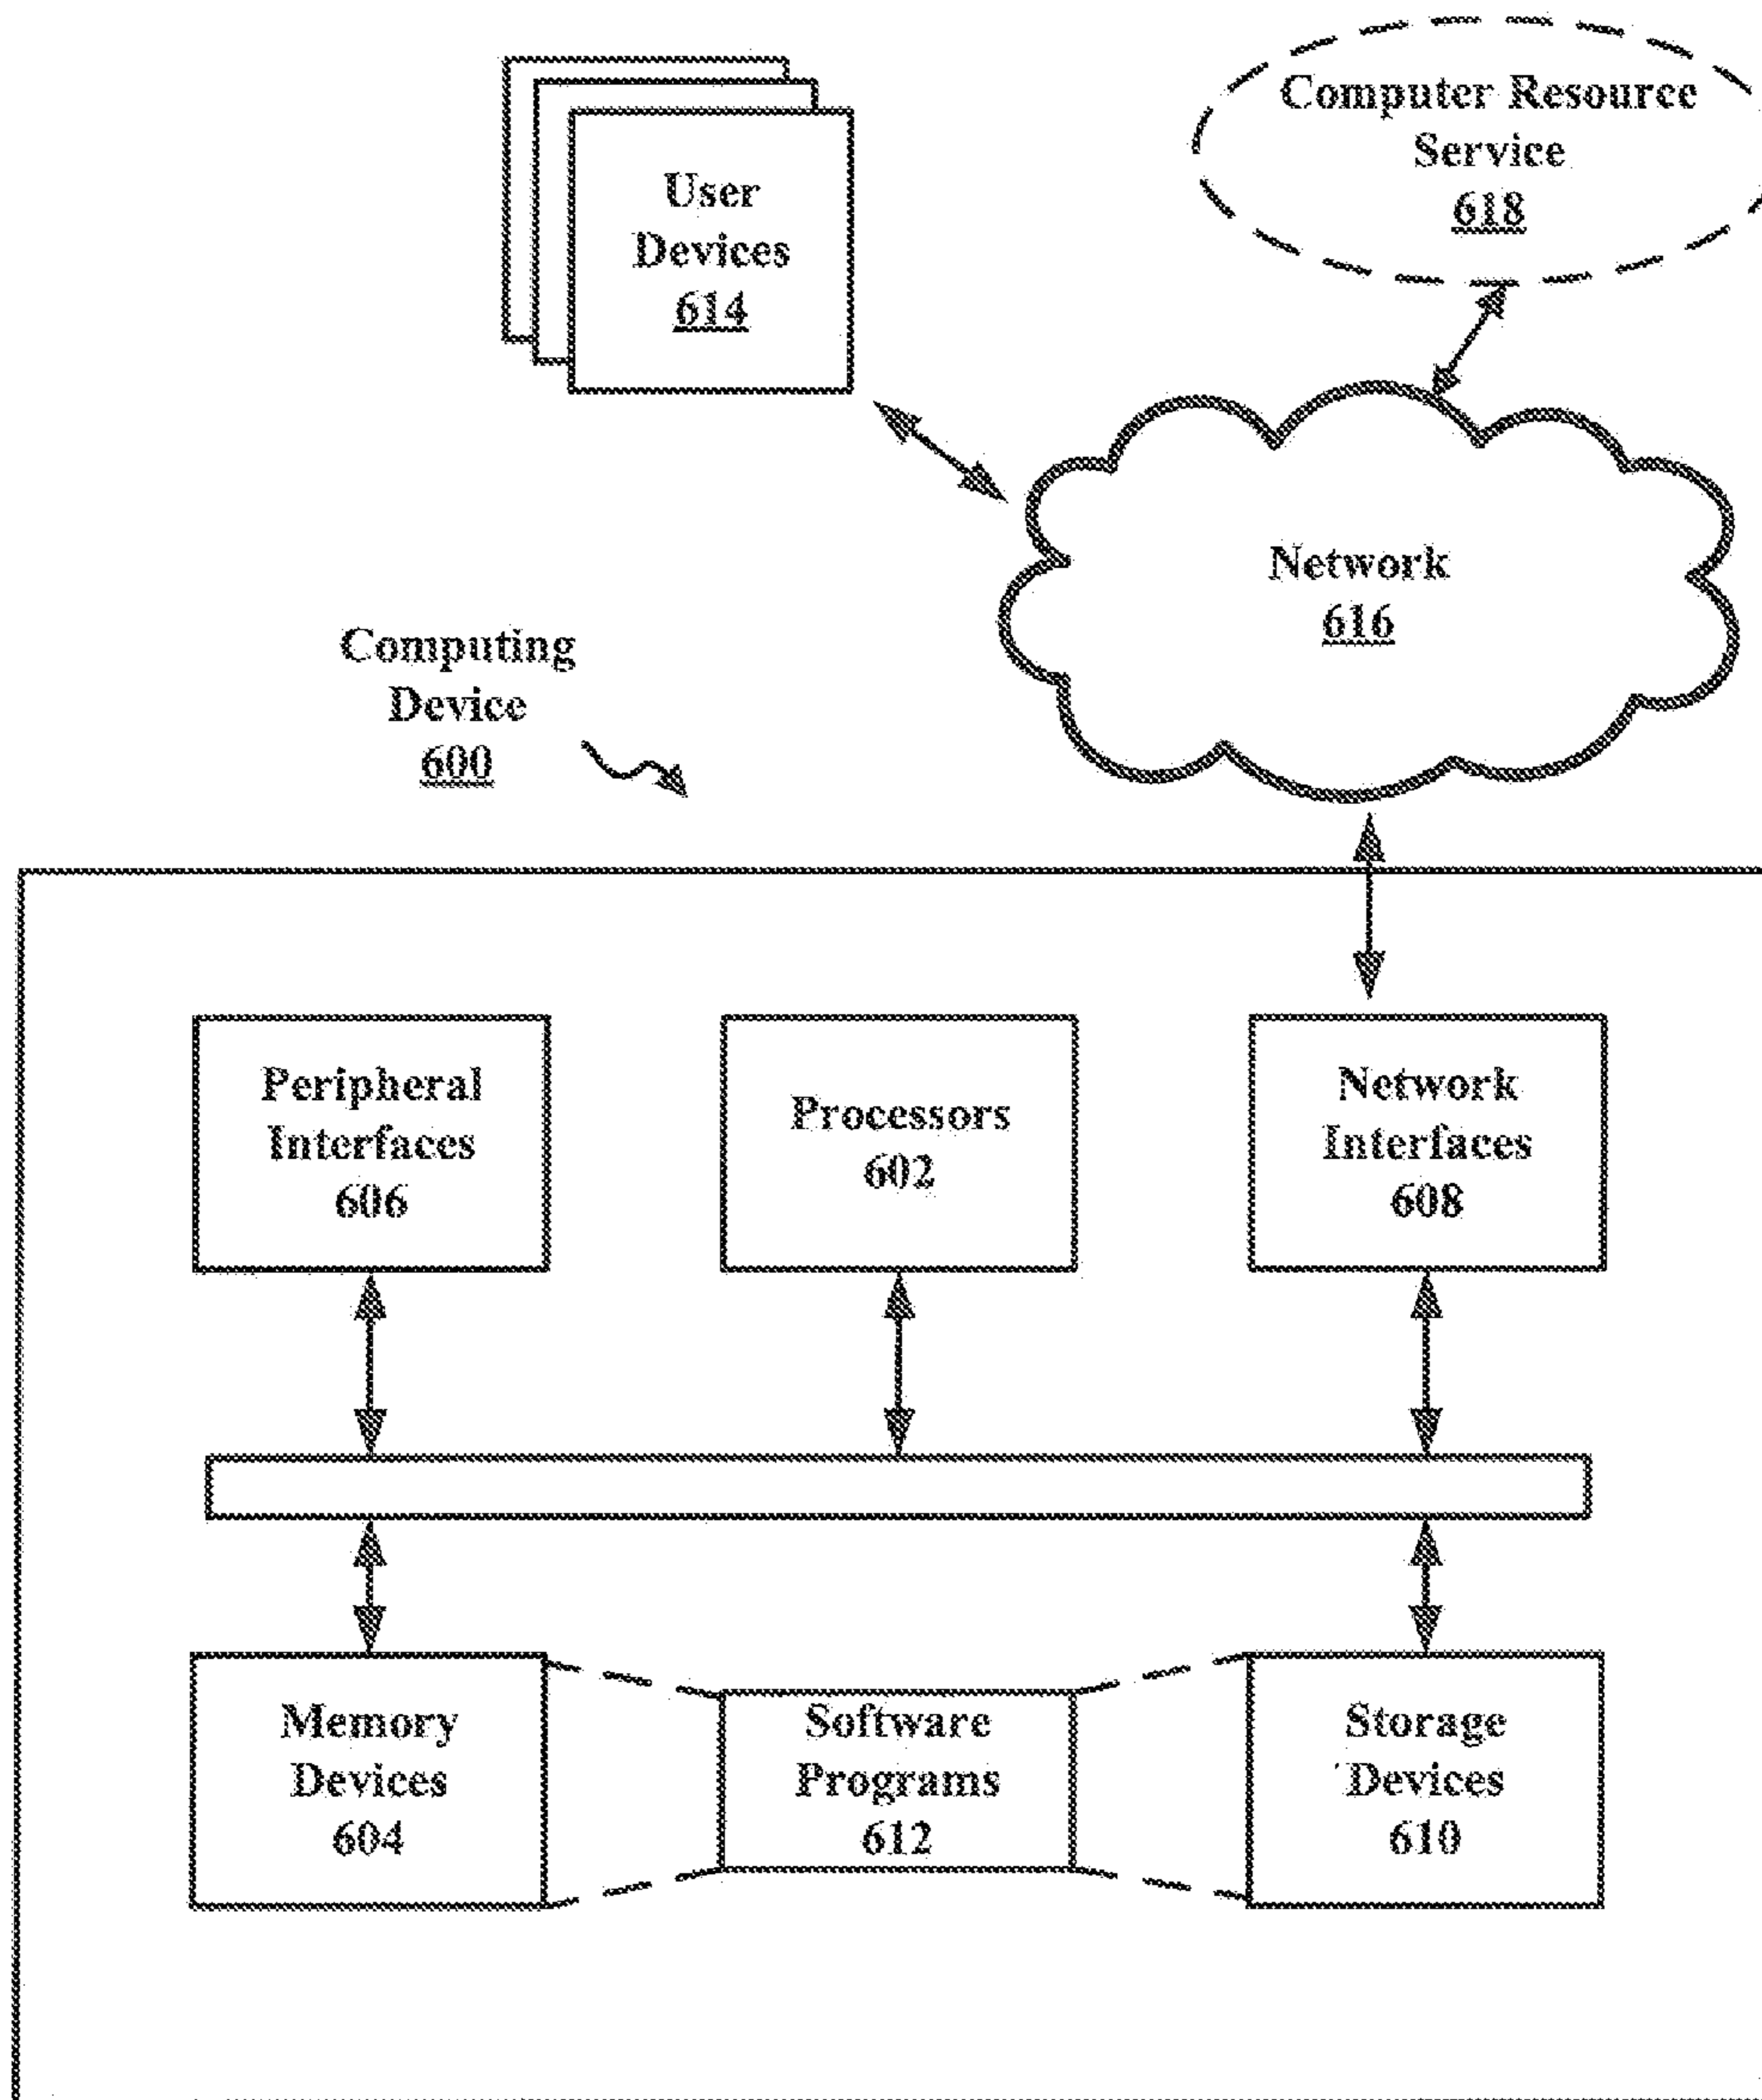 Computer Resource
Service
618
User
Devices
614
Network
616
Computing
Device
600
Peripheral
Interfaces
606
Processors
602
Network
Interfaces
608
Memory
Devices
604
Software
Programs
612
Storage
Devices
610